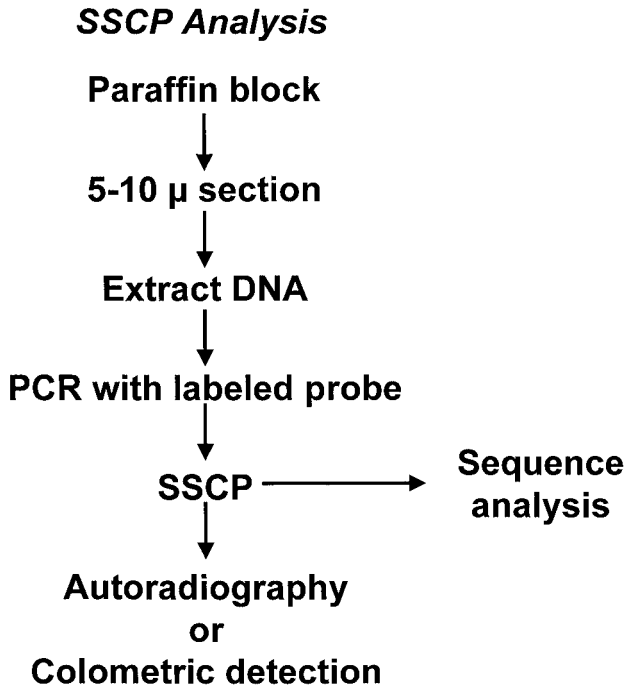 SSCP Analysis
Paraffin block
5-10 µ section
Extract DNA
PCR with labeled probe
SSCP
Sequence
analysis
Autoradiography
or
Colometric detection